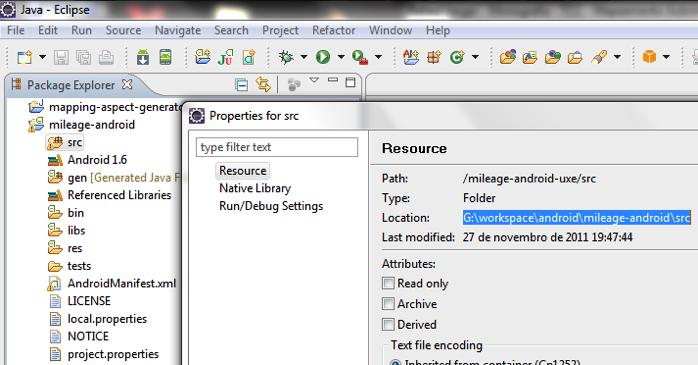 Java - Eclipse
File Edit Run Source Navigate Search Project Refactor Window A
Package Explorer
mapping-aspect-generato
mileage-android
src
Android 1.6
gen [Generated Java F
Referenced Libraries
bin
libs
res
tests
AndroidManifest.xml
LICENSE
local.properties
NOTICE
project.properties
Properties for src
type filter text
Resource
Native Library
Run/Debug Settings
Resource
Path: /mileage-android-uxe/src
Type: Folder
Location: G:\workspace\android\mileage-android\src
Last modified: 27 de novembro de 2011 19:47:44
Attributes:
Read only
Archive
Derived
Text file encoding
Inherited from container (Cp1252)